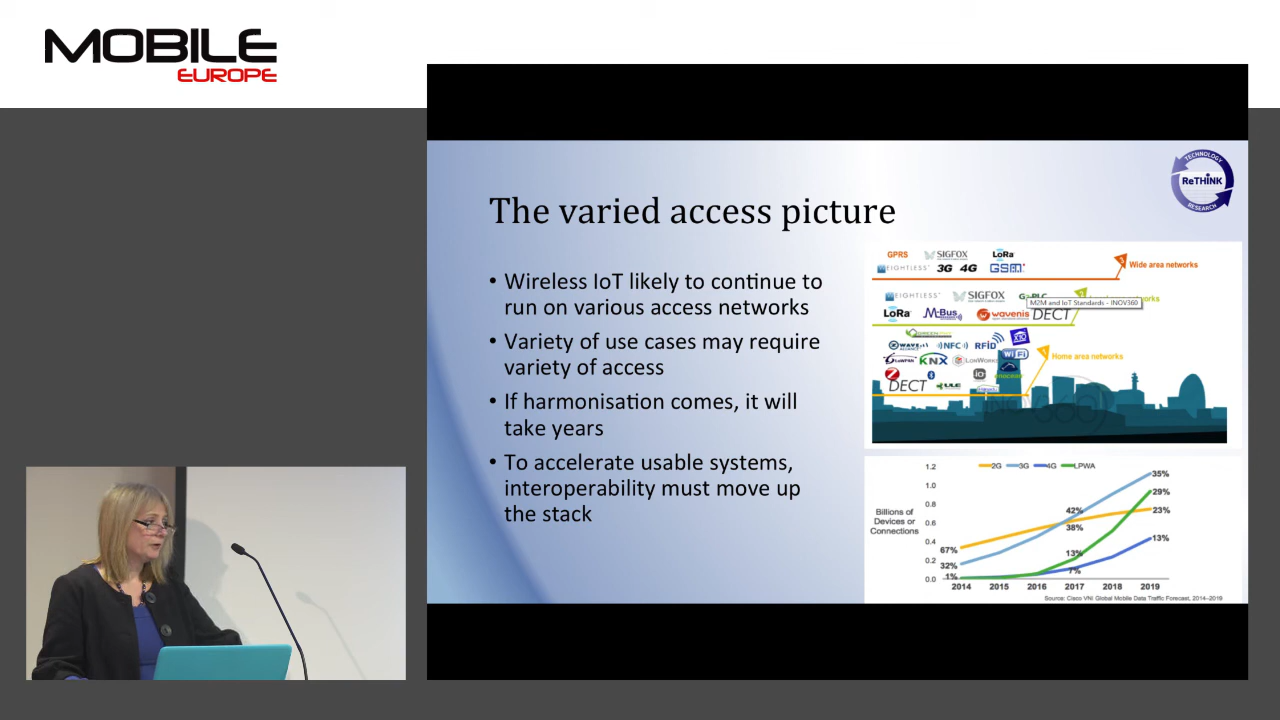 MOBILE
EUROPE
TECHNOLOGY
ReTHINK
RESEARCH
The varied access picture
• Wireless IoT likely to continue to
run on various access networks
• Variety of use cases may require
variety of access
• If harmonisation comes, it will
take years
• To accelerate usable systems,
interoperability must move up
the stack
GPRS SIGFOX LoRa
EIGHTLESS 3G 4G GSM
Wide area networks
EIGHTLESS SIGFOX
M2M and IoT Standards - INOV360
LoRa M-Bus wavenis DECT
WAVE NFC RFID
KNX LonWorks WiFi
Home area networks
DECT ULE
1.2
1.0
0.8
0.6
0.4
0.2
0.0
Billions of
Devices or
Connections
2G 3G 4G LPWA
35%
29%
23%
13%
42%
38%
13%
7%
67%
32%
1%
2014 2015 2016 2017 2018 2019
Source: Cisco VNI Global Mobile Data Traffic Forecast, 2014–2019